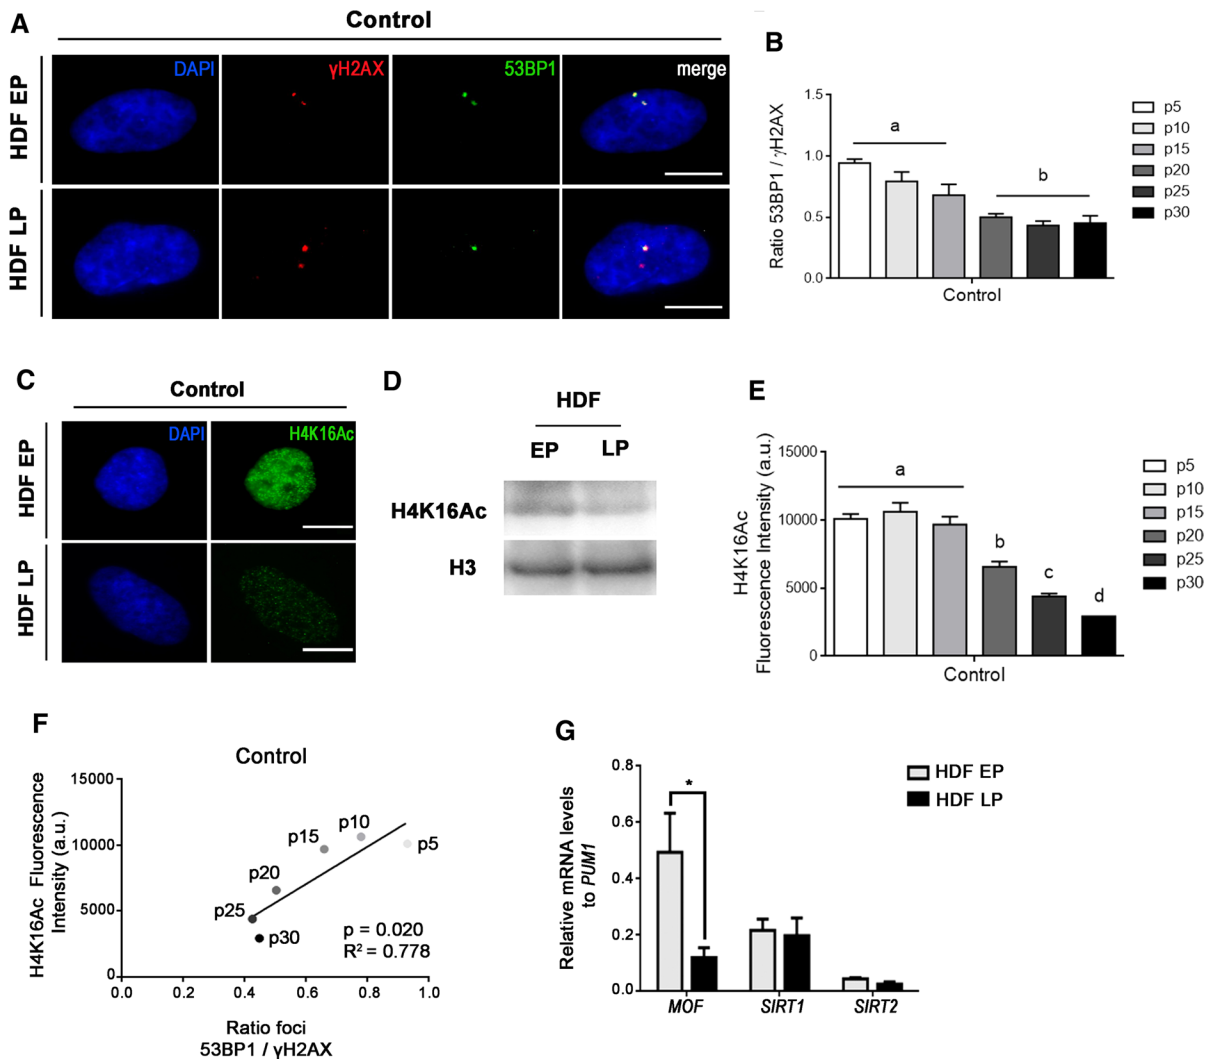 A
Control
DAPI
γH2AX
53BP1
merge
HDF EP
HDF LP
B
Ratio 53BP1 / γH2AX
1.5
1.0
0.5
0.0
a
b
Control
p5
p10
p15
p20
p25
p30
C
Control
DAPI
H4K16Ac
HDF EP
HDF LP
D
HDF
EP LP
H4K16Ac
H3
E
H4K16Ac
Fluorescence Intensity (a.u.)
15000
10000
5000
0
a
b
c
d
Control
p5
p10
p15
p20
p25
p30
F
Control
H4K16Ac Fluorescence
Intensity (a.u.)
15000
10000
5000
0
p5
p10
p15
p20
p25
p30
p = 0.020
R² = 0.778
0.0 0.2 0.4 0.6 0.8 1.0
Ratio foci
53BP1 / γH2AX
G
Relative mRNA levels
to PUM1
0.8
0.6
0.4
0.2
0.0
*
MOF SIRT1 SIRT2
HDF EP
HDF LP